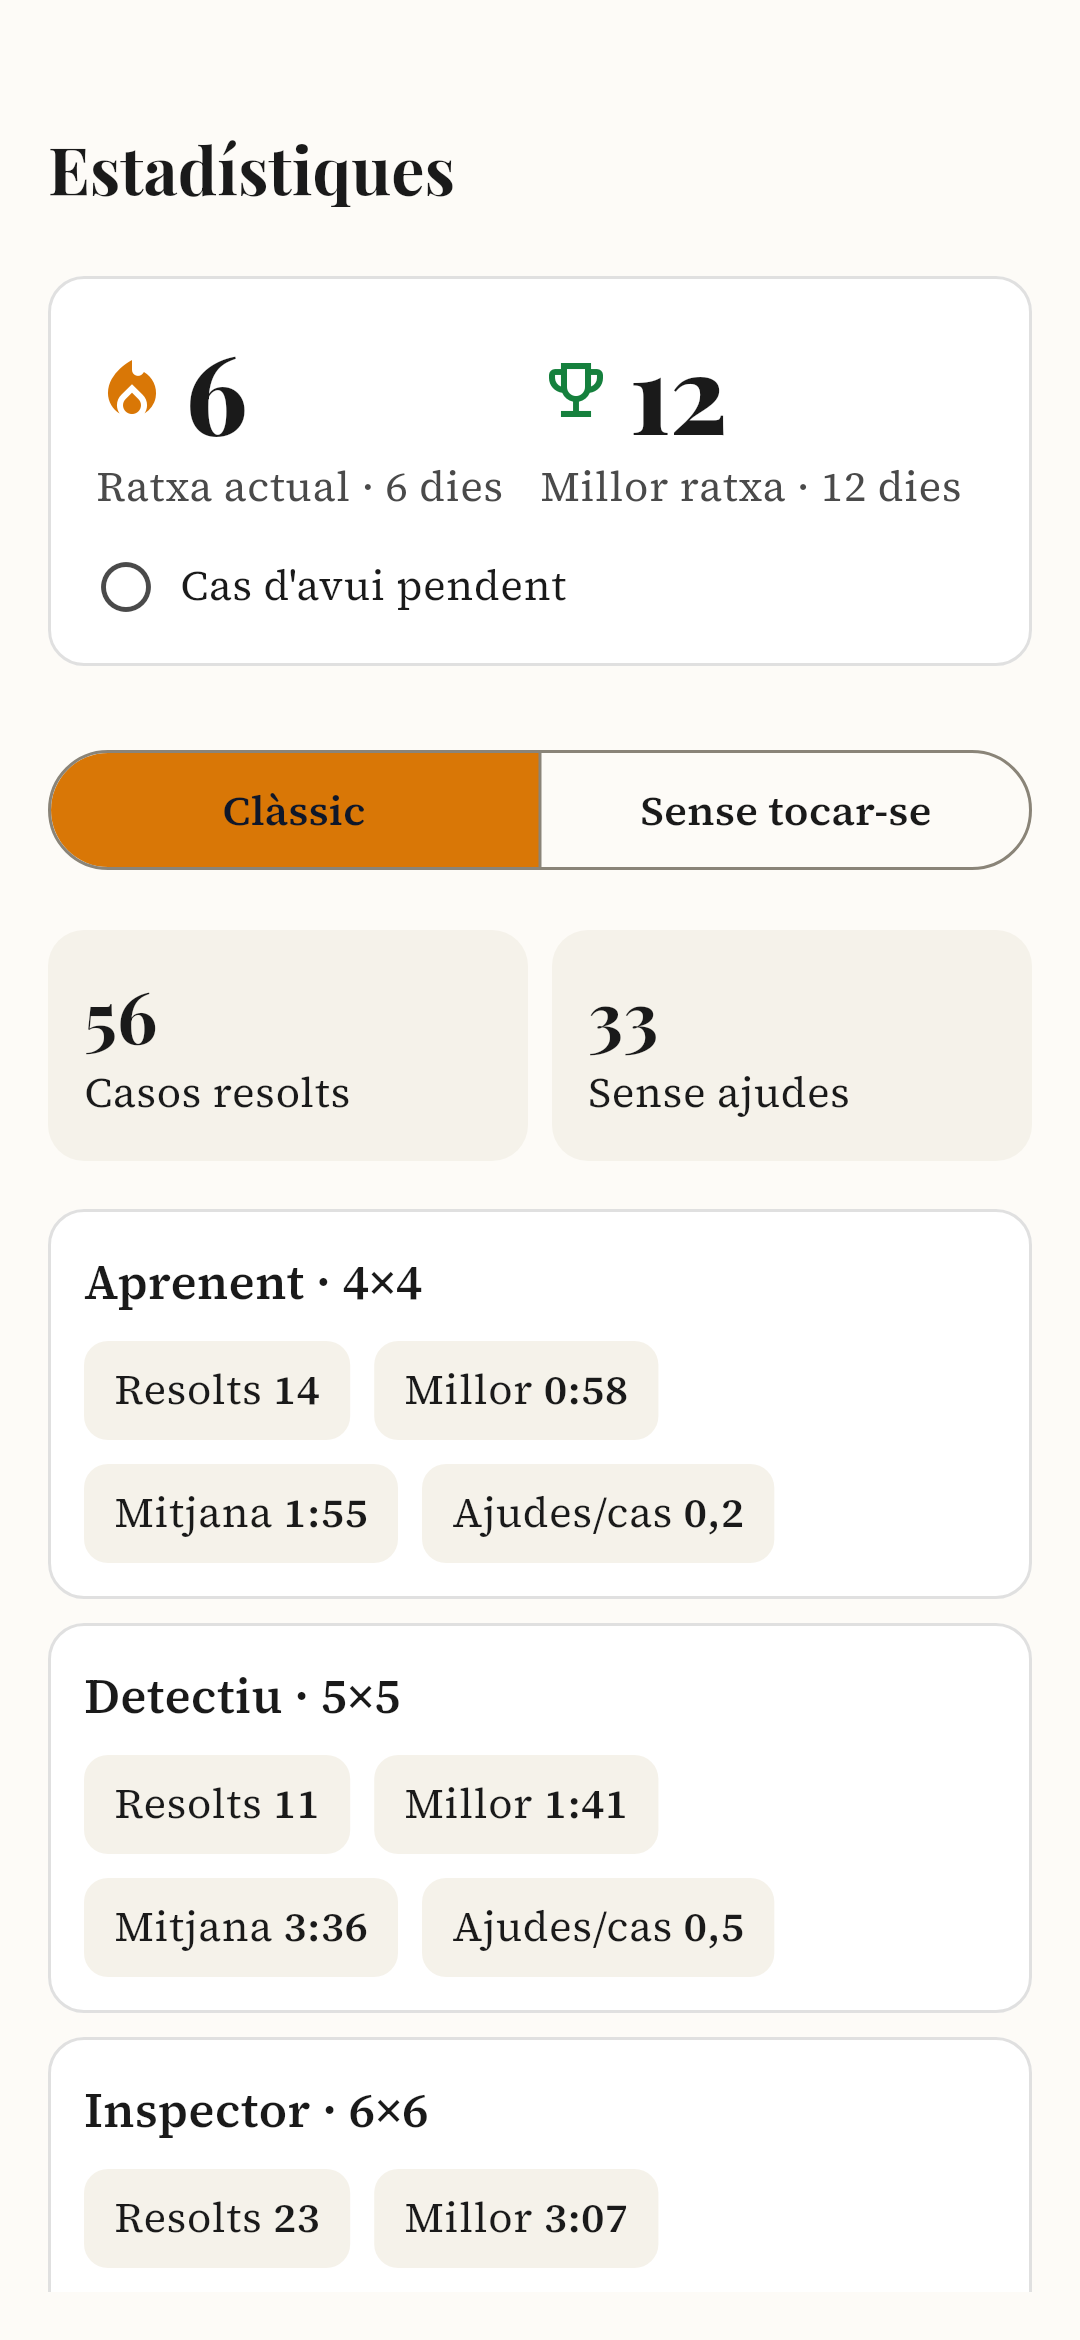 Estadístiques
6
12
Ratxa actual · 6 dies
Millor ratxa · 12 dies
Cas d'avui pendent
Clàssic
Sense tocar-se
56
Casos resolts
33
Sense ajudes
Aprenent · 4×4
Resolts 14
Millor 0:58
Mitjana 1:55
Ajudes/cas 0,2
Detectiu · 5×5
Resolts 11
Millor 1:41
Mitjana 3:36
Ajudes/cas 0,5
Inspector · 6×6
Resolts 23
Millor 3:07